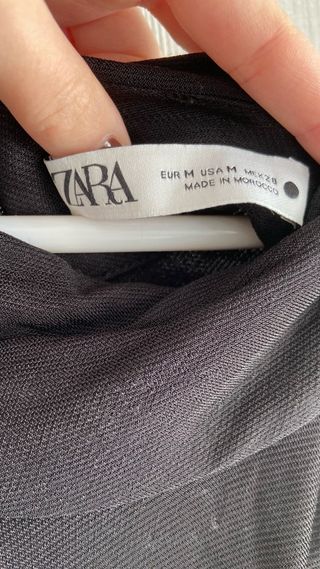 ZARA
EUR M USA M MEX 28
MADE IN MOROCCO